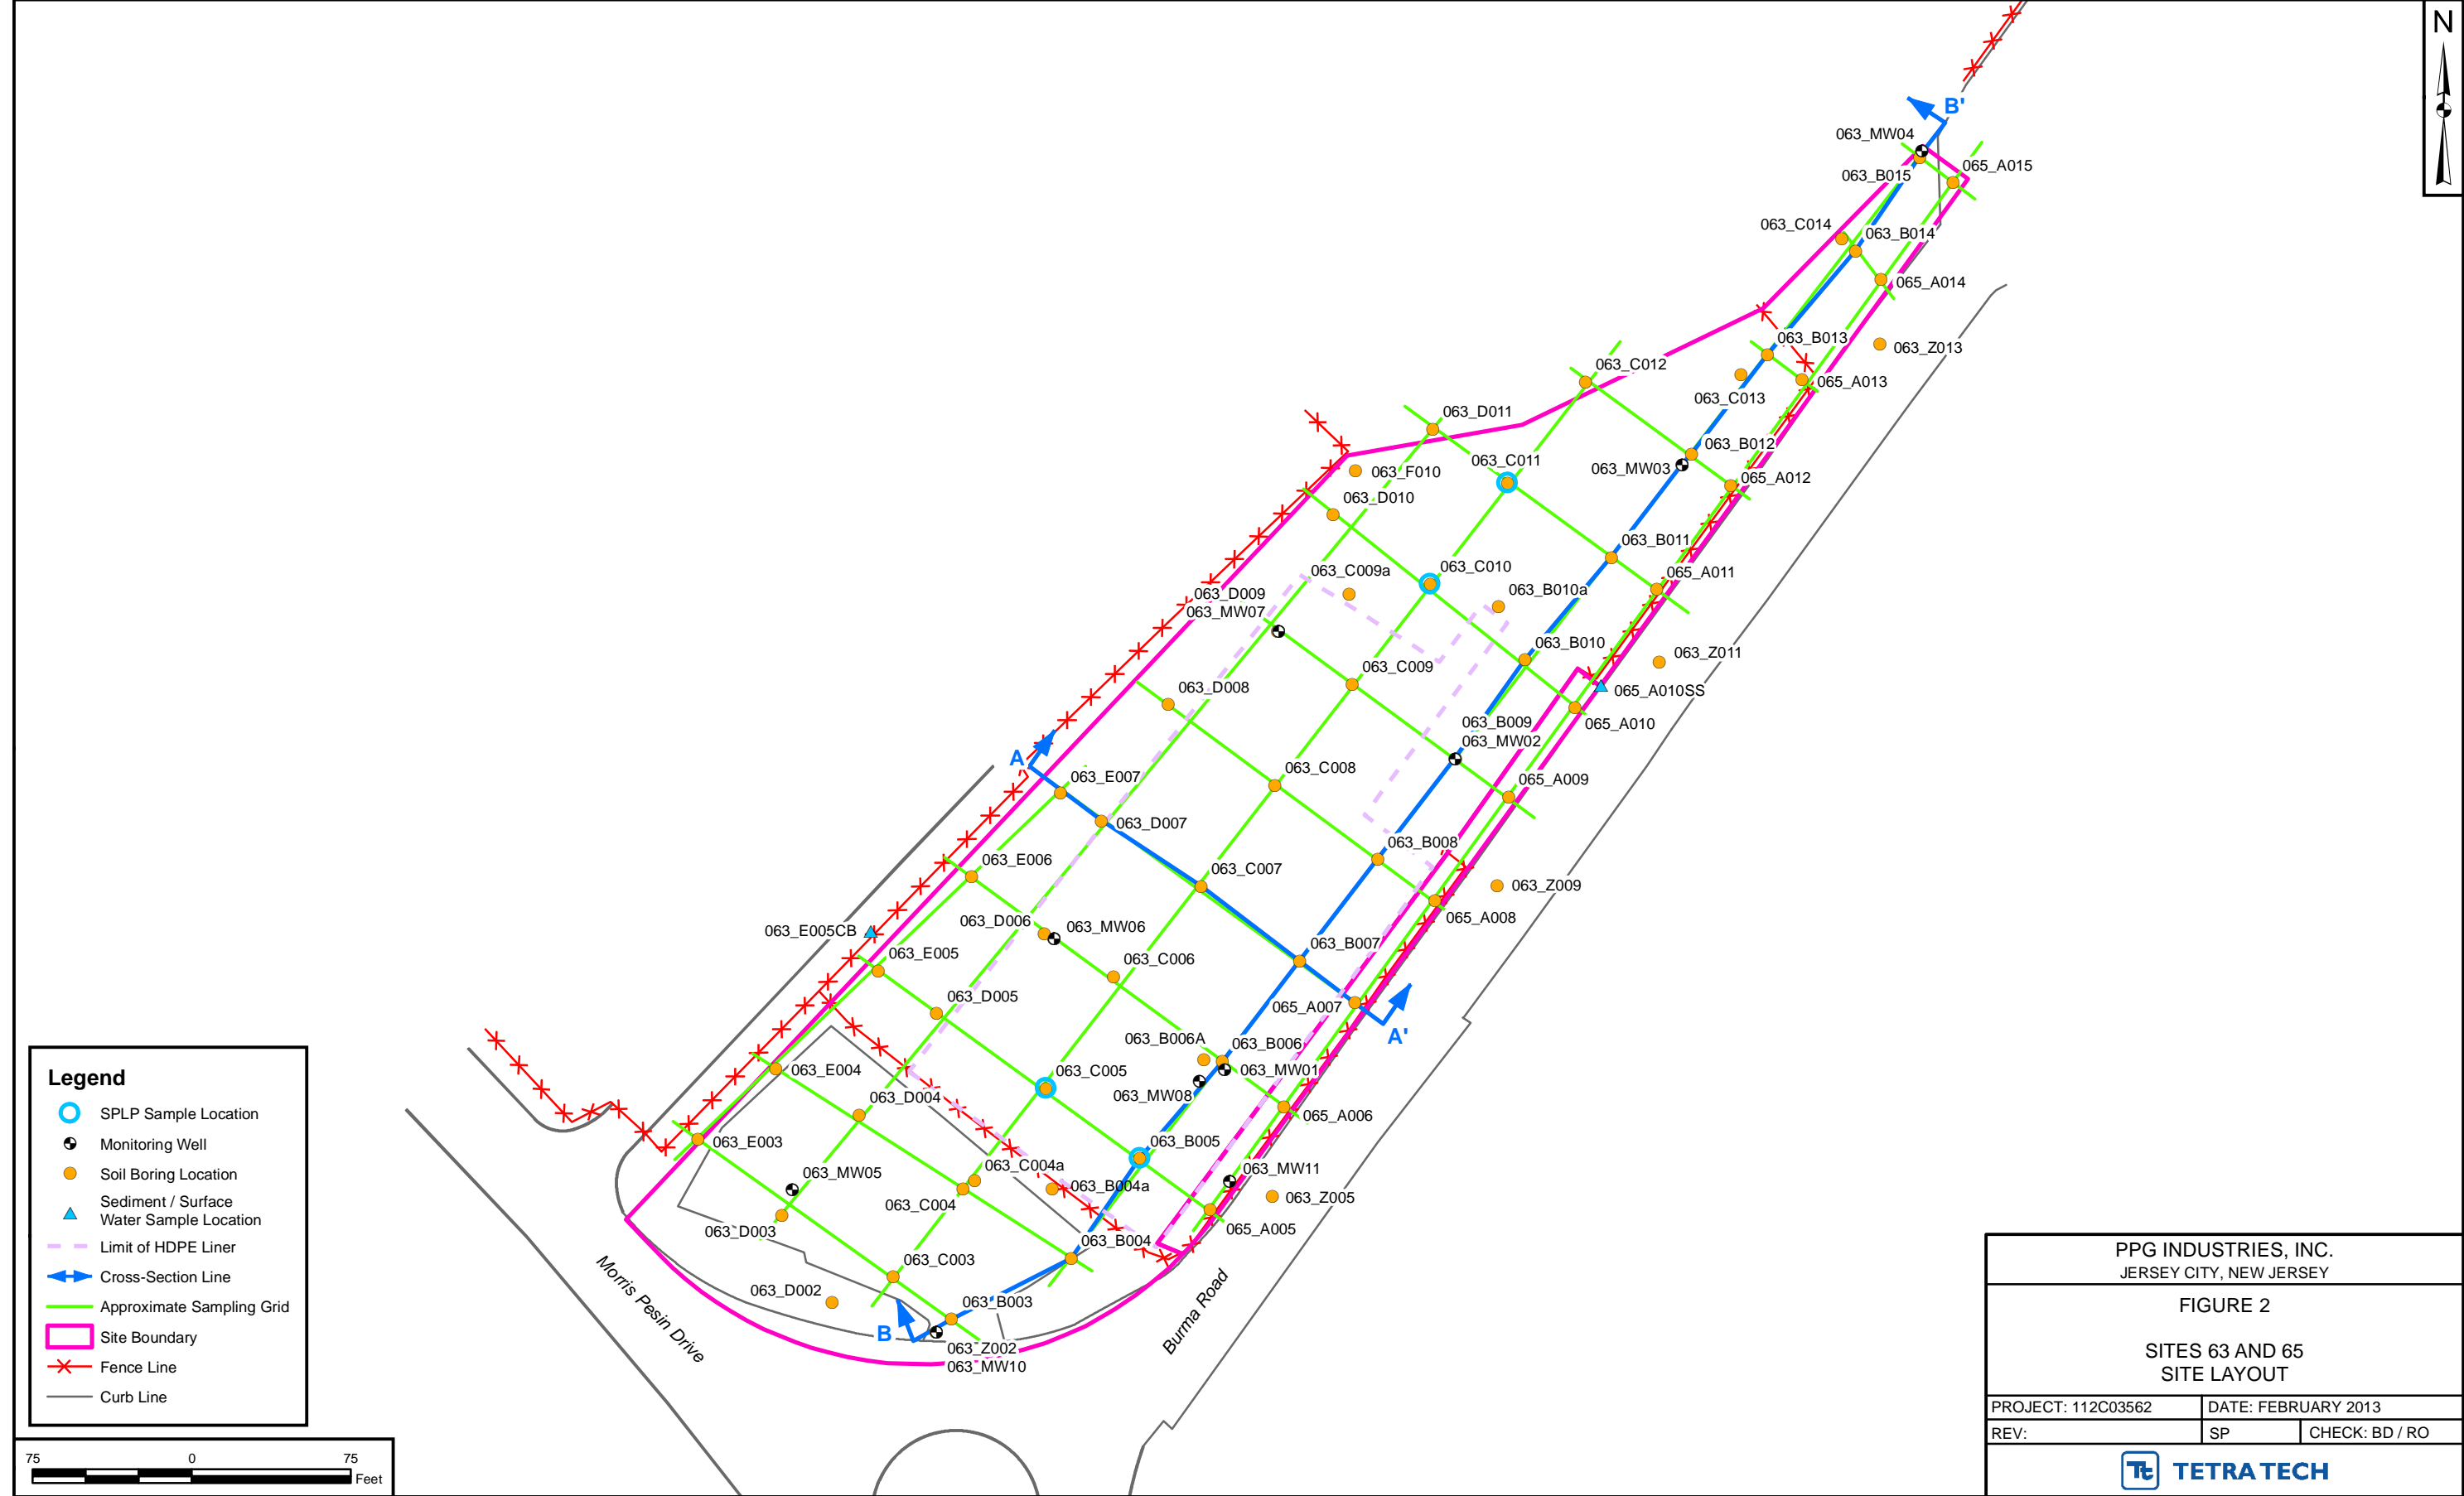 N
B'
063_MW04
065_A015
063_B015
063_C014
063_B014
065_A014
063_B013
063_Z013
063_C012
065_A013
063_C013
063_D011
063_B012
063_C011
063_MW03
063_F010
065_A012
063_D010
063_B011
063_C009a
063_C010
065_A011
063_D009
063_B010a
063_MW07
063_B010
063_Z011
063_C009
063_D008
065_A010SS
063_B009
065_A010
063_MW02
A
063_C008
063_E007
065_A009
063_D007
063_B008
063_E006
063_C007
063_Z009
065_A008
063_D006
063_MW06
063_E005CB
063_B007
063_E005
063_C006
063_D005
065_A007
A'
063_B006A
063_B006
063_E004
063_C005
063_MW01
063_D004
063_MW08
065_A006
063_E003
063_B005
063_C004a
063_MW05
063_MW11
063_B004a
063_Z005
063_C004
063_D003
065_A005
063_B004
063_C003
063_D002
063_B003
B
063_Z002
063_MW10
Morris Pesin Drive
Burma Road
Legend
SPLP Sample Location
Monitoring Well
Soil Boring Location
Sediment / Surface
Water Sample Location
Limit of HDPE Liner
Cross-Section Line
Approximate Sampling Grid
Site Boundary
Fence Line
Curb Line
75 0 75
Feet
PPG INDUSTRIES, INC.
JERSEY CITY, NEW JERSEY
FIGURE 2
SITES 63 AND 65
SITE LAYOUT
PROJECT: 112C03562 DATE: FEBRUARY 2013
REV: SP CHECK: BD / RO
Tt TETRA TECH